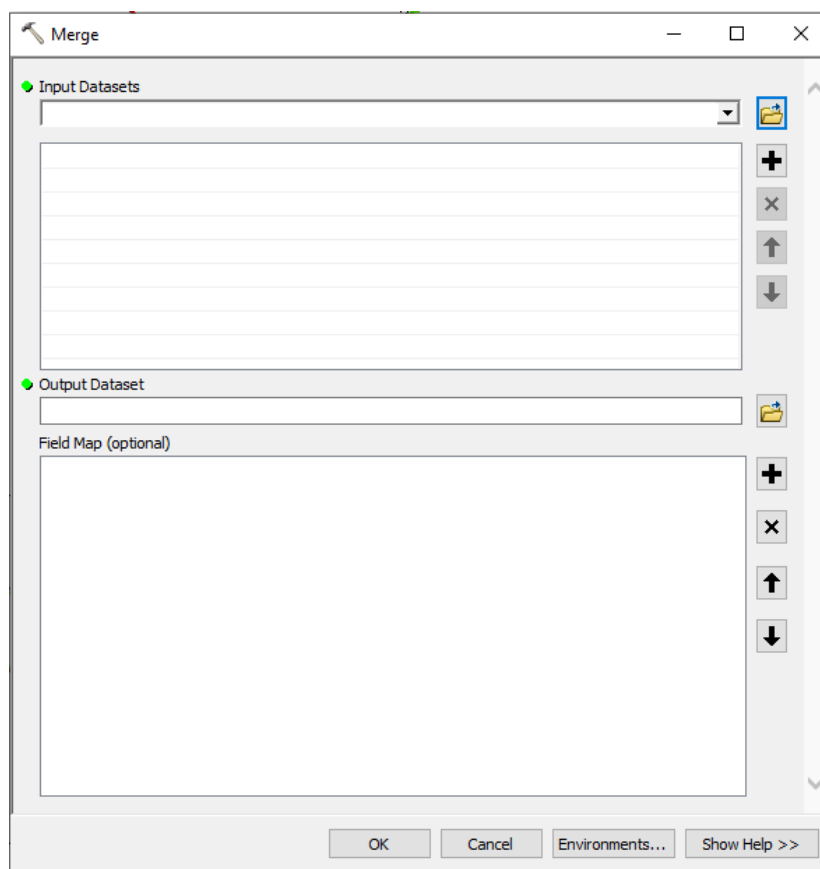 Merge
Input Datasets
Output Dataset
Field Map (optional)
OK Cancel Environments... Show Help >>